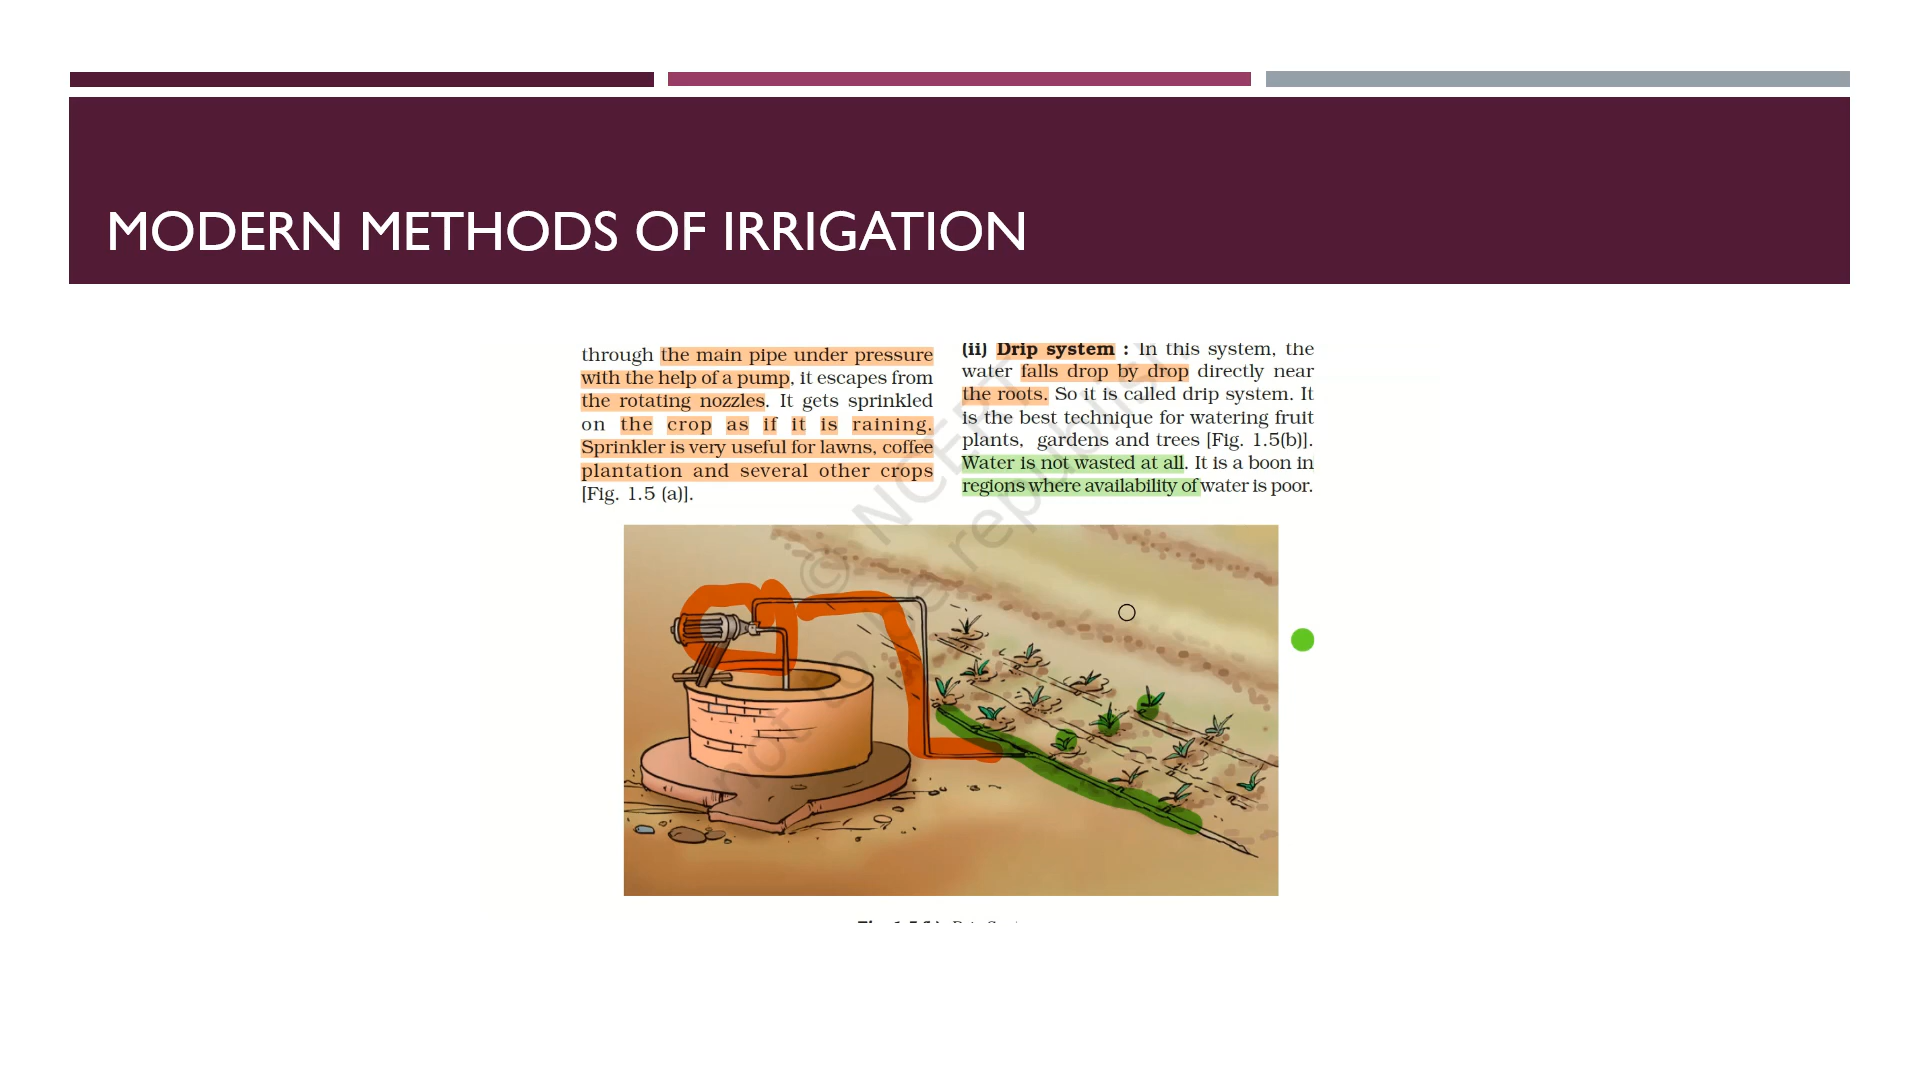 MODERN METHODS OF IRRIGATION
through the main pipe under pressure
with the help of a pump, it escapes from
the rotating nozzles. It gets sprinkled
on the crop as if it is raining.
Sprinkler is very useful for lawns, coffee
plantation and several other crops
[Fig. 1.5 (a)].
(ii) Drip system : In this system, the
water falls drop by drop directly near
the roots. So it is called drip system. It
is the best technique for watering fruit
plants, gardens and trees [Fig. 1.5(b)].
Water is not wasted at all. It is a boon in
regions where availability of water is poor.
© NCERT
not to be republish